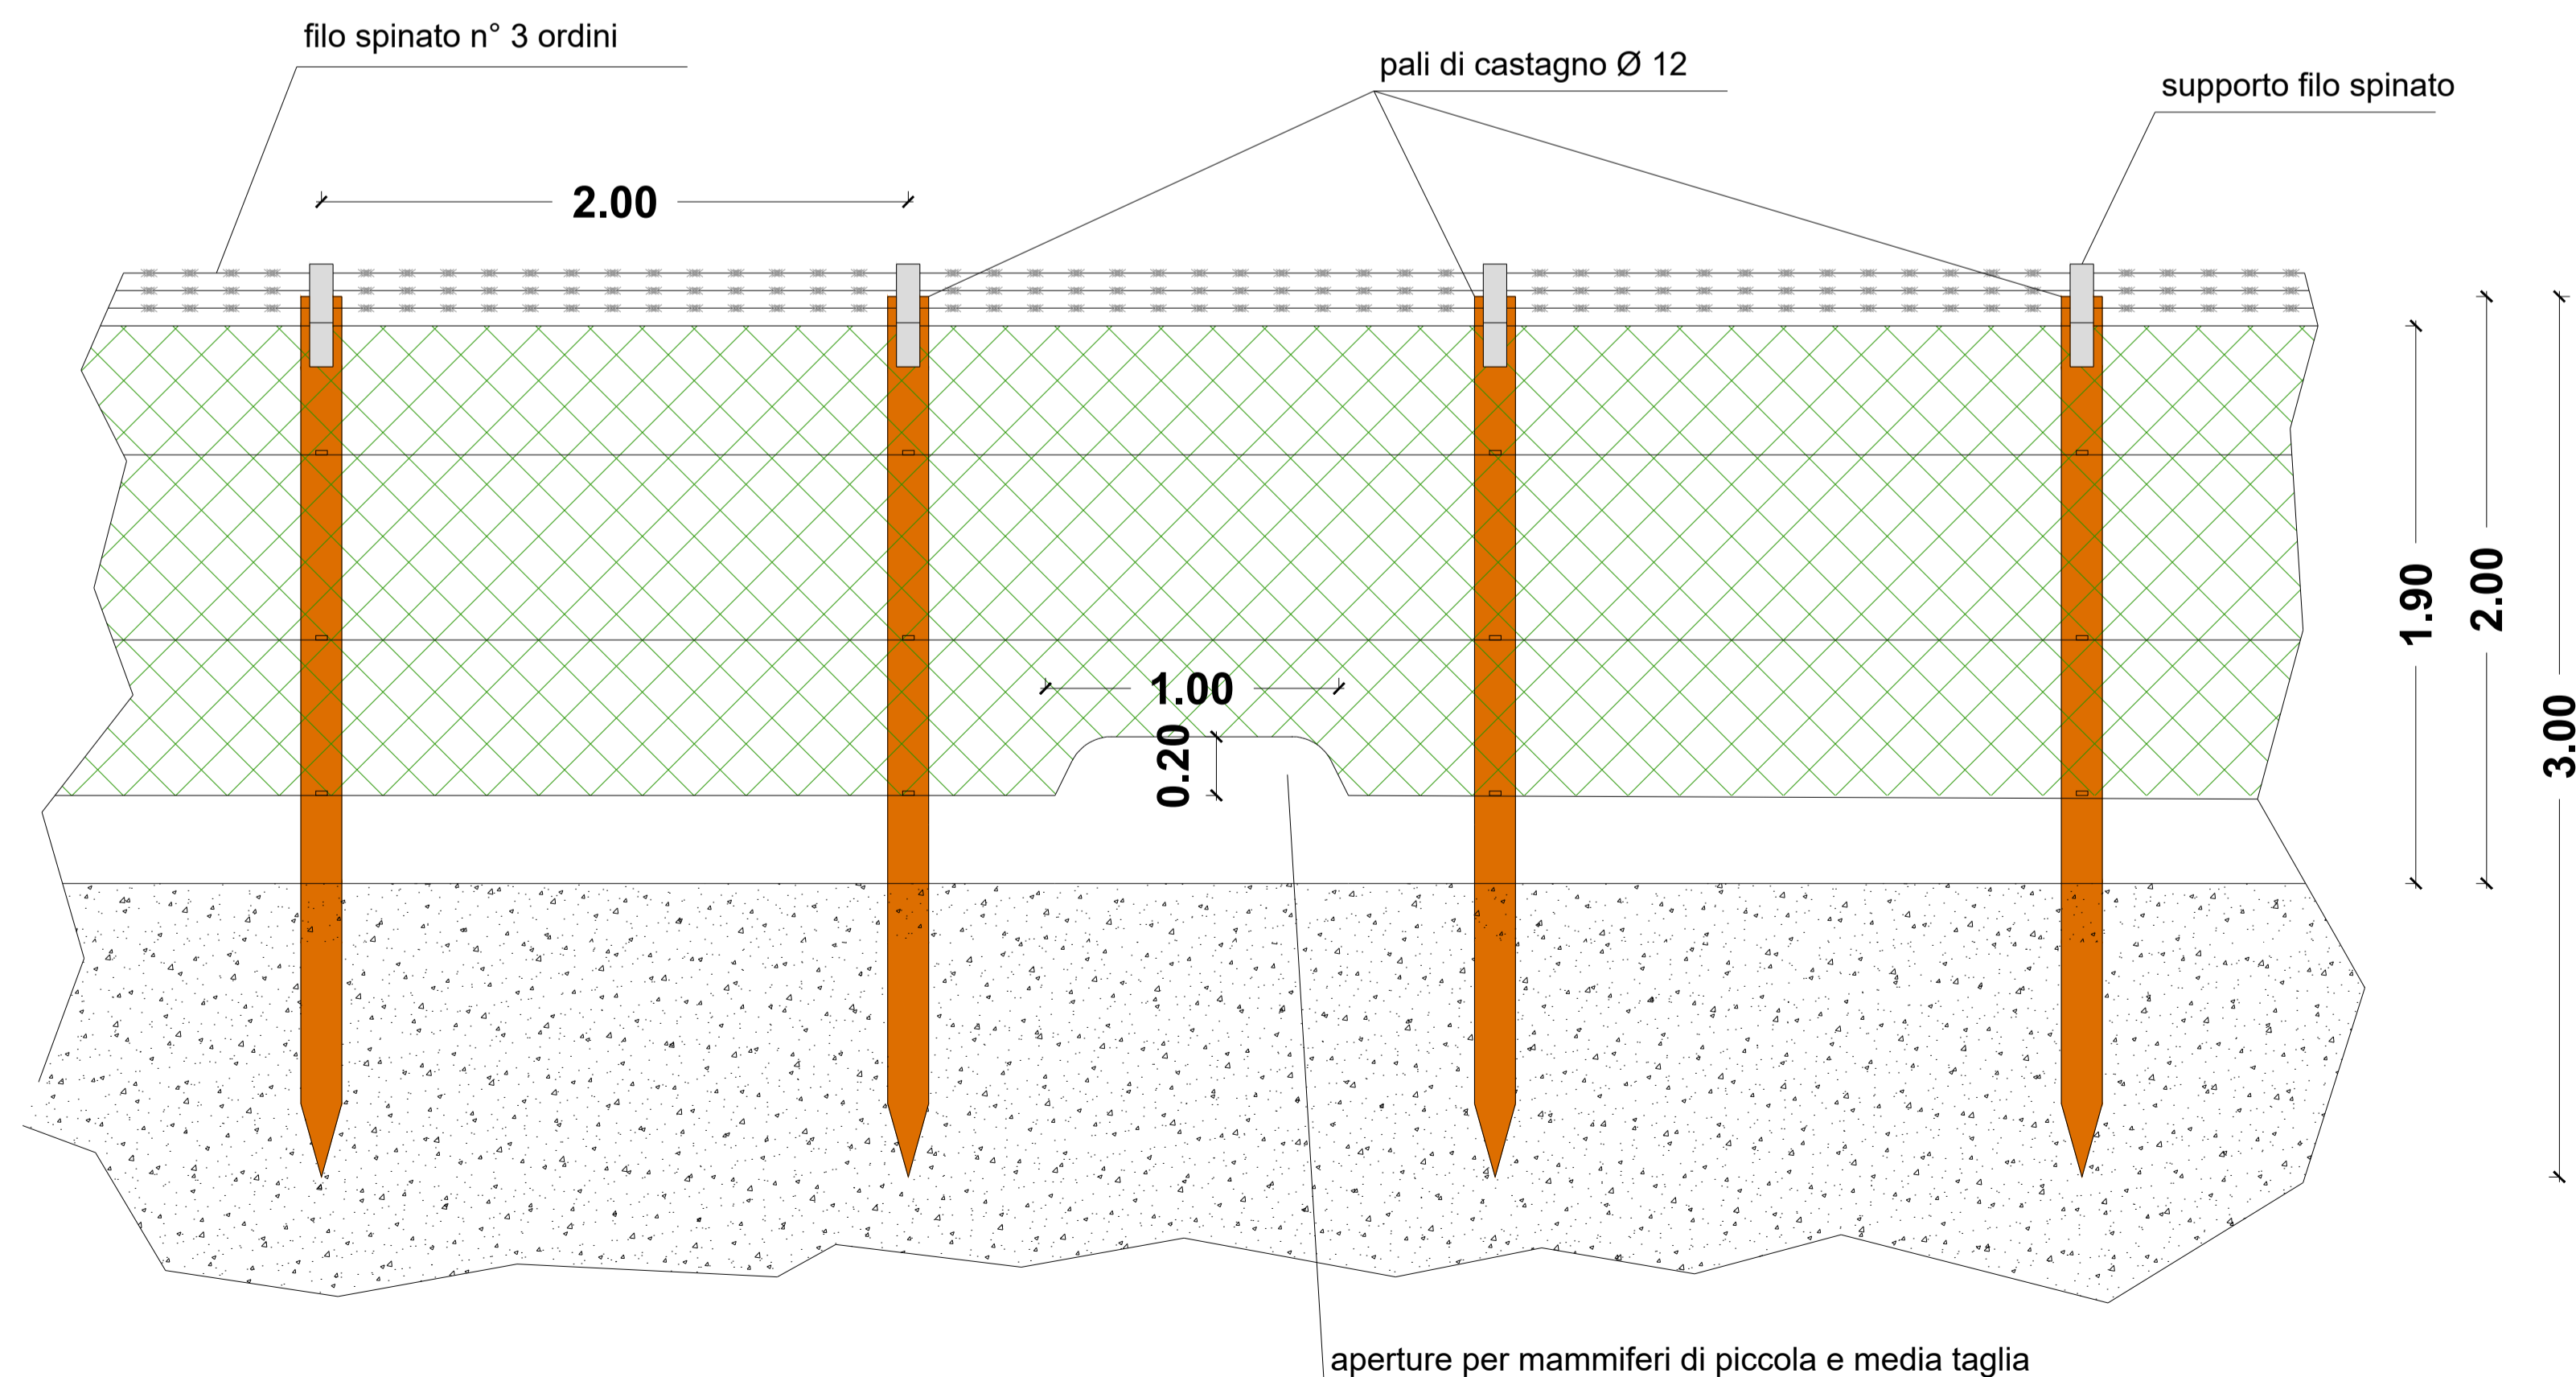 filo spinato n° 3 ordini
pali di castagno Ø 12
supporto filo spinato
2.00
1.90
2.00
3.00
1.00
0.20
aperture per mammiferi di piccola e media taglia